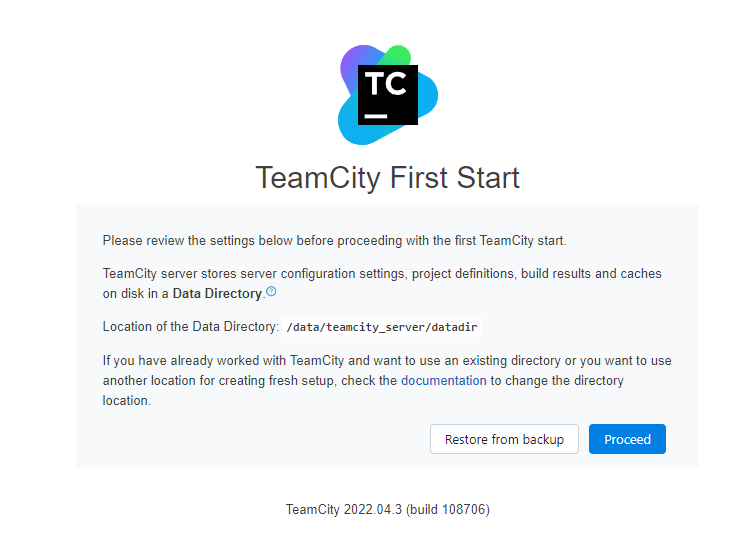 TC
TeamCity First Start
Please review the settings below before proceeding with the first TeamCity start.
TeamCity server stores server configuration settings, project definitions, build results and caches
on disk in a Data Directory.?
Location of the Data Directory: /data/teamcity_server/datadir
If you have already worked with TeamCity and want to use an existing directory or you want to use
another location for creating fresh setup, check the documentation to change the directory
location.
Restore from backup Proceed
TeamCity 2022.04.3 (build 108706)